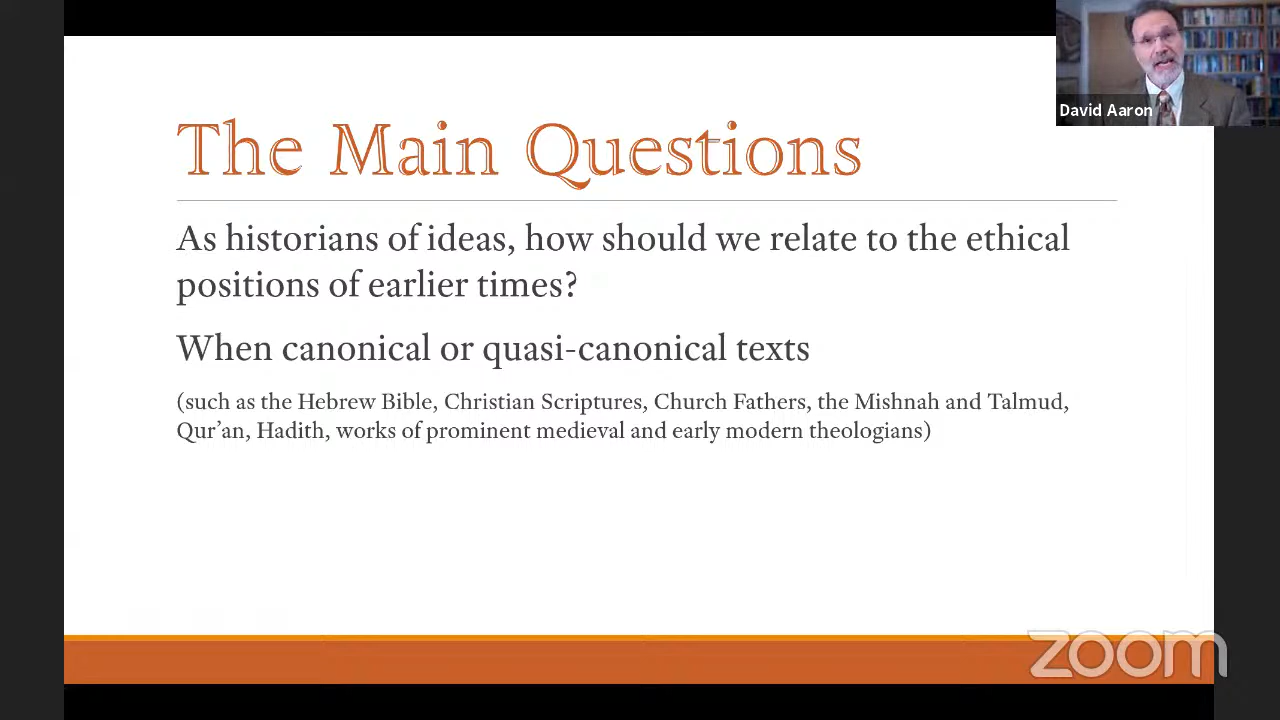 David Aaron
The Main Questions
As historians of ideas, how should we relate to the ethical
positions of earlier times?
When canonical or quasi-canonical texts
(such as the Hebrew Bible, Christian Scriptures, Church Fathers, the Mishnah and Talmud,
Qur’an, Hadith, works of prominent medieval and early modern theologians)
zoom